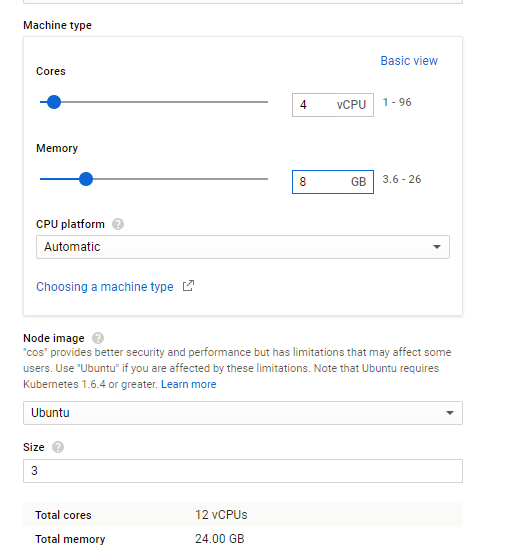 Machine type
Basic view
Cores
4 vCPU 1 - 96
Memory
8 GB 3.6 - 26
CPU platform ?
Automatic
Choosing a machine type
Node image ?
"cos" provides better security and performance but has limitations that may affect some
users. Use "Ubuntu" if you are affected by these limitations. Note that Ubuntu requires
Kubernetes 1.6.4 or greater. Learn more
Ubuntu
Size ?
3
Total cores 12 vCPUs
Total memory 24.00 GB